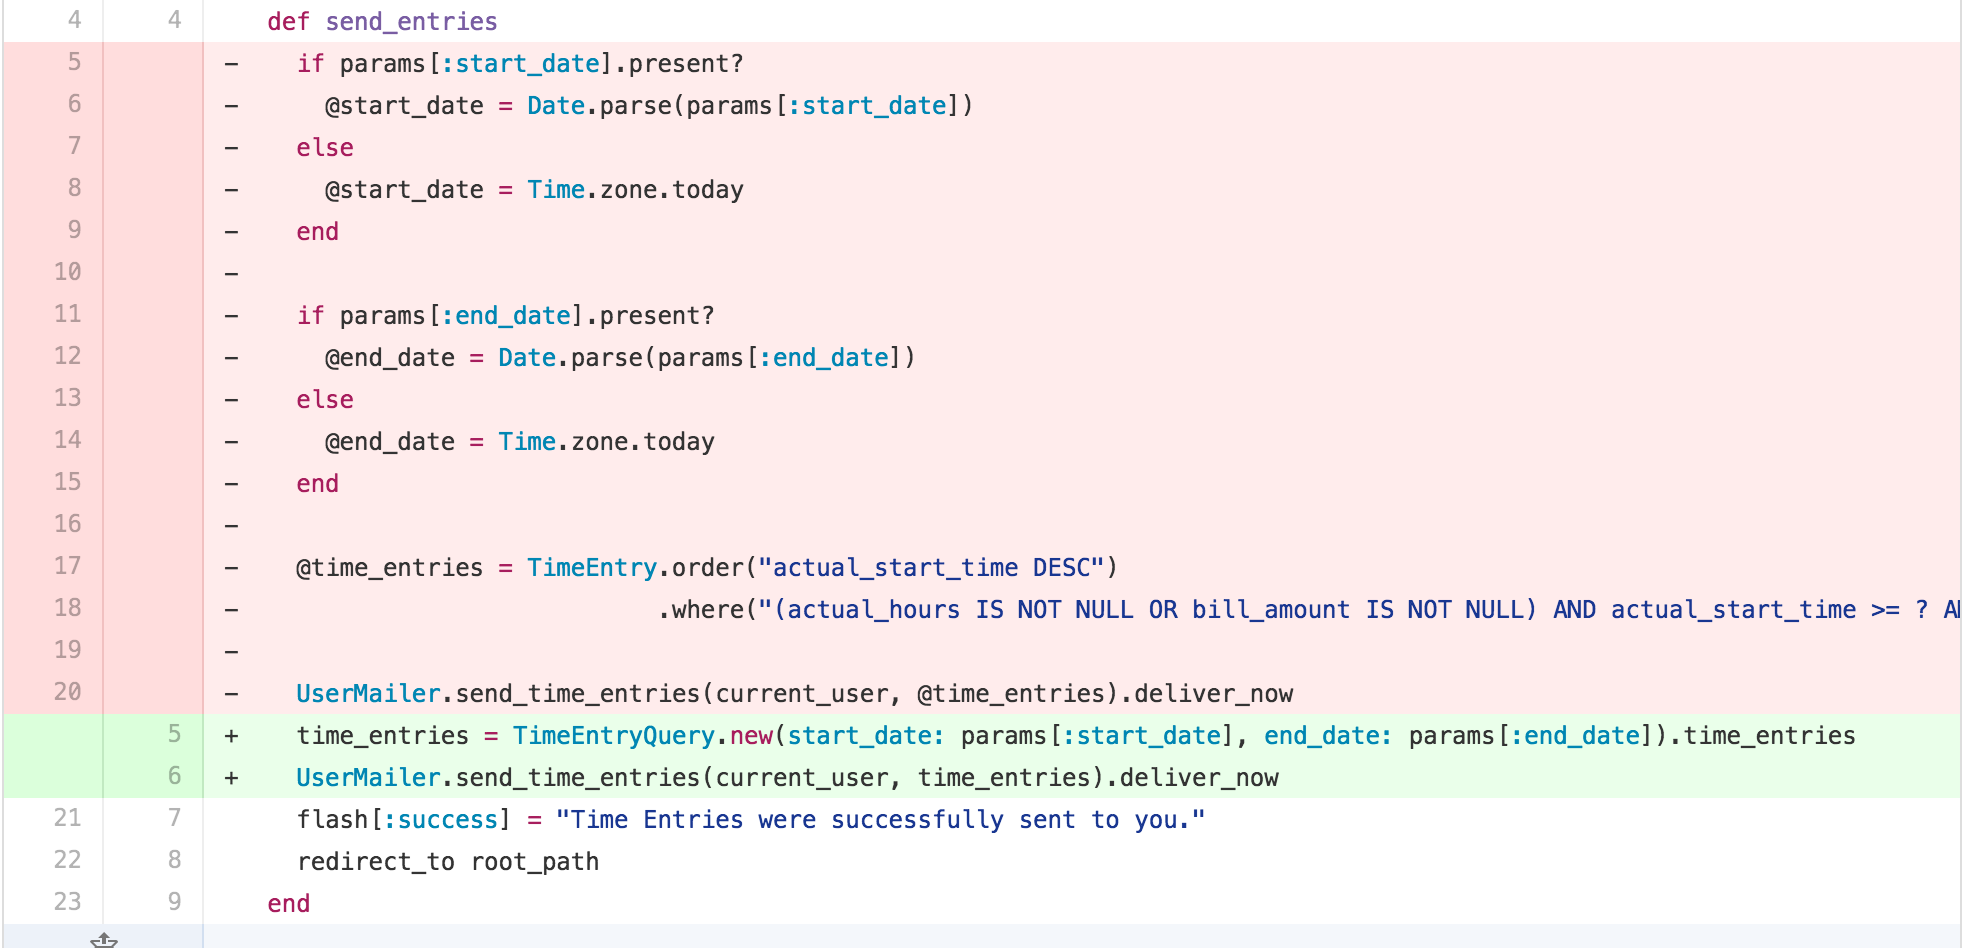 4 4 def send_entries
5 - if params[:start_date].present?
6 - @start_date = Date.parse(params[:start_date])
7 - else
8 - @start_date = Time.zone.today
9 - end
10 -
11 - if params[:end_date].present?
12 - @end_date = Date.parse(params[:end_date])
13 - else
14 - @end_date = Time.zone.today
15 - end
16 -
17 - @time_entries = TimeEntry.order("actual_start_time DESC")
18 - .where("(actual_hours IS NOT NULL OR bill_amount IS NOT NULL) AND actual_start_time >= ?
19 -
20 - UserMailer.send_time_entries(current_user, @time_entries).deliver_now
5 + time_entries = TimeEntryQuery.new(start_date: params[:start_date], end_date: params[:end_date]).time_entries
6 + UserMailer.send_time_entries(current_user, time_entries).deliver_now
21 7 flash[:success] = "Time Entries were successfully sent to you."
22 8 redirect_to root_path
23 9 end